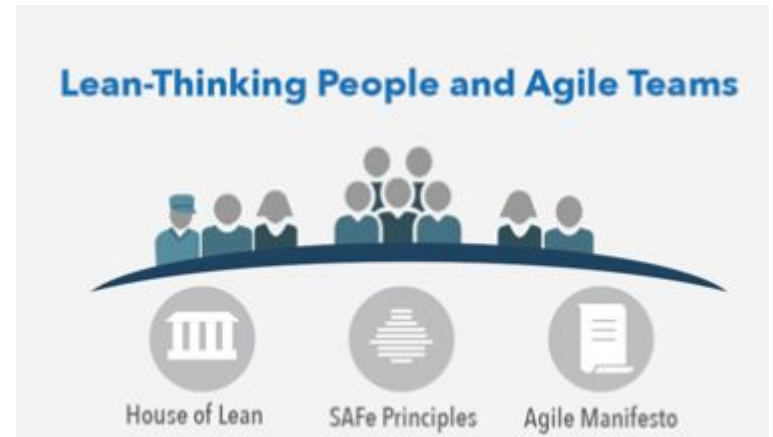 Lean-Thinking People and Agile Teams
House of Lean
SAFe Principles
Agile Manifesto